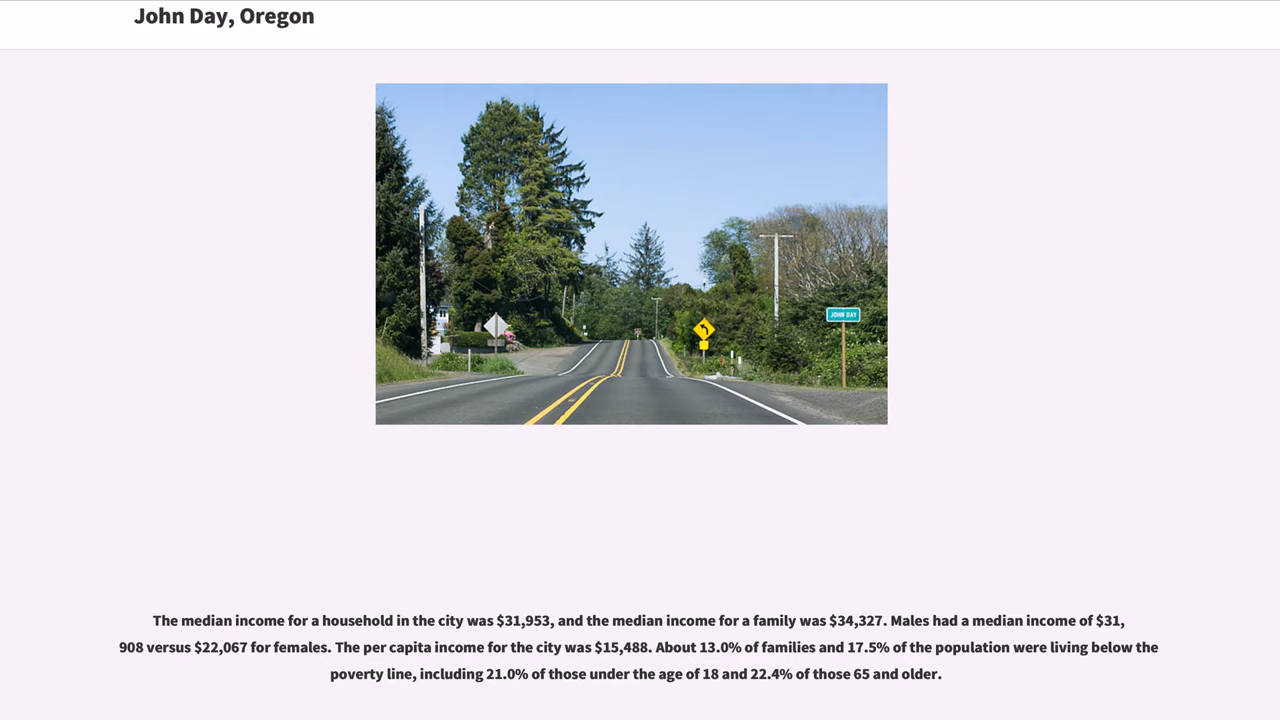 John Day, Oregon
JOHN DAY
The median income for a household in the city was $31,953, and the median income for a family was $34,327. Males had a median income of $31,
908 versus $22,067 for females. The per capita income for the city was $15,488. About 13.0% of families and 17.5% of the population were living below the
poverty line, including 21.0% of those under the age of 18 and 22.4% of those 65 and older.